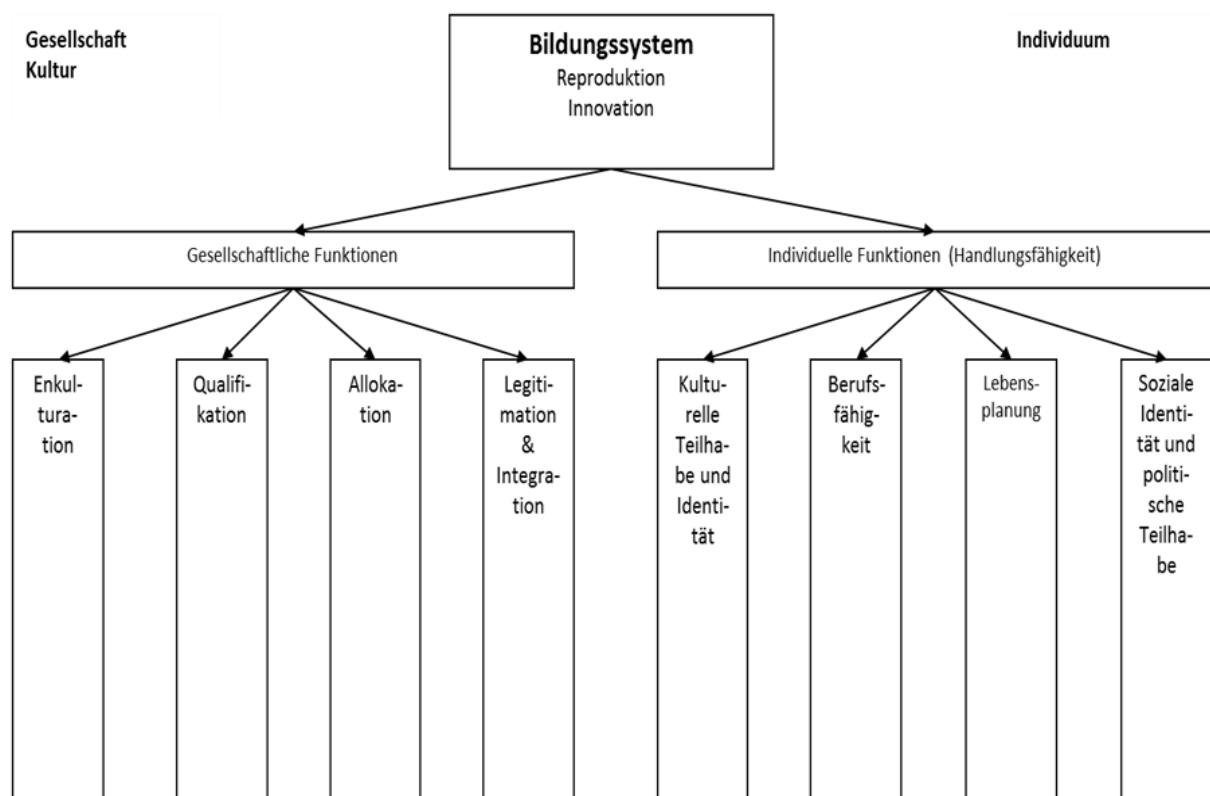 Gesellschaft
Kultur
Bildungssystem
Reproduktion
Innovation
Individuum
Gesellschaftliche Funktionen
Individuelle Funktionen (Handlungsfähigkeit)
Enkul-
tura-
tion
Qualifi-
kation
Alloka-
tion
Legiti-
mation
&
Integra-
tion
Kultu-
relle
Teilha-
be und
Identi-
tät
Berufs-
fähig-
keit
Lebens-
planung
Soziale
Identi-
tät und
politi-
sche
Teilha-
be